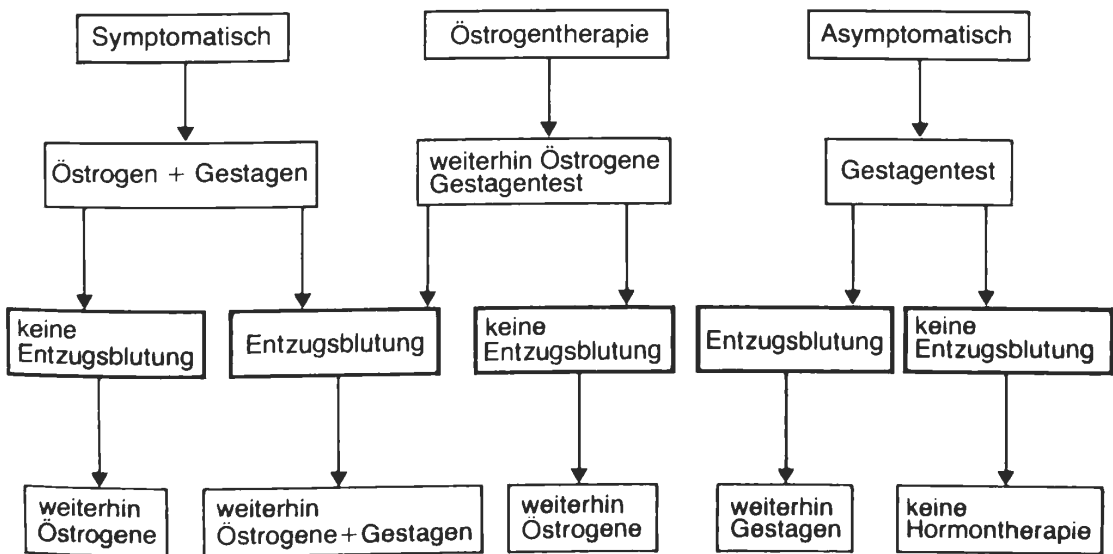 Symptomatisch
Östrogentherapie
Asymptomatisch
Östrogen + Gestagen
weiterhin Östrogene
Gestagentest
Gestagentest
keine
Entzugsblutung
Entzugsblutung
keine
Entzugsblutung
Entzugsblutung
keine
Entzugsblutung
weiterhin
Östrogene
weiterhin
Östrogene + Gestagen
weiterhin
Östrogene
weiterhin
Gestagen
keine
Hormontherapie